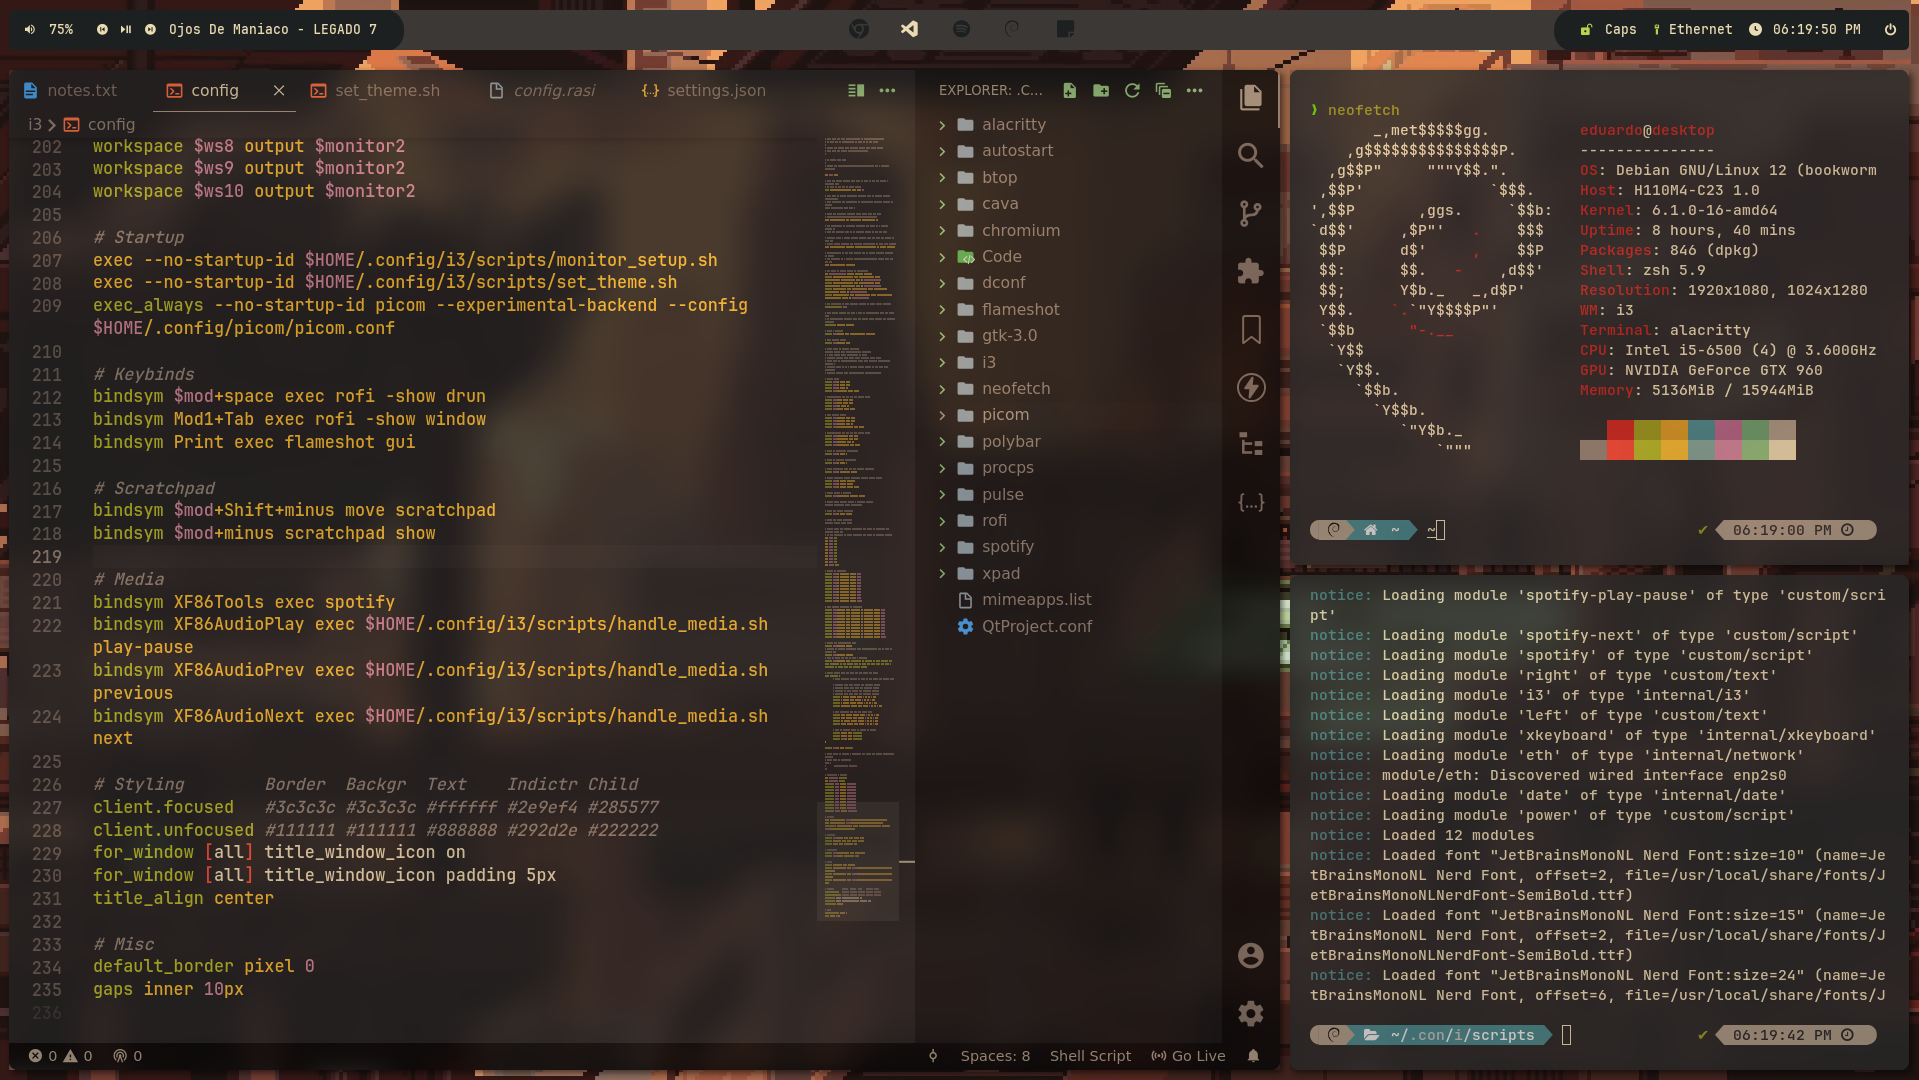 75% Ojos De Maniaco - LEGADO 7
Caps Ethernet 06:19:50 PM
notes.txt config set_theme.sh config.rasi settings.json
i3 config
202 workspace $ws8 output $monitor2
203 workspace $ws9 output $monitor2
204 workspace $ws10 output $monitor2
205
206 # Startup
207 exec --no-startup-id $HOME/.config/i3/scripts/monitor_setup.sh
208 exec --no-startup-id $HOME/.config/i3/scripts/set_theme.sh
209 exec_always --no-startup-id picom --experimental-backend --config
$HOME/.config/picom/picom.conf
210
211 # Keybinds
212 bindsym $mod+space exec rofi -show drun
213 bindsym Mod1+Tab exec rofi -show window
214 bindsym Print exec flameshot gui
215
216 # Scratchpad
217 bindsym $mod+Shift+minus move scratchpad
218 bindsym $mod+minus scratchpad show
219
220 # Media
221 bindsym XF86Tools exec spotify
222 bindsym XF86AudioPlay exec $HOME/.config/i3/scripts/handle_media.sh
play-pause
223 bindsym XF86AudioPrev exec $HOME/.config/i3/scripts/handle_media.sh
previous
224 bindsym XF86AudioNext exec $HOME/.config/i3/scripts/handle_media.sh
next
225
226 # Styling Border Backgr Text Indictr Child
227 client.focused #3c3c3c #3c3c3c #ffffff #2e9ef4 #285577
228 client.unfocused #111111 #111111 #888888 #292d2e #222222
229 for_window [all] title_window_icon on
230 for_window [all] title_window_icon padding 5px
231 title_align center
232
233 # Misc
234 default_border pixel 0
235 gaps inner 10px
236
0 0 0
Spaces: 8 Shell Script Go Live
EXPLORER: .C...
alacritty
autostart
btop
cava
chromium
Code
dconf
flameshot
gtk-3.0
i3
neofetch
picom
polybar
procps
pulse
rofi
spotify
xpad
mimeapps.list
QtProject.conf
❯ neofetch
_,met$$$$$gg.
,g$$$$$$$$$$$$$$$P.
,g$$P" """Y$$.".
,$$P' `$$$.
',$$P ,ggs. `$$b:
`d$$' ,$P"' . $$$
$$P d$' , $$P
$$: $$. - ,d$$'
$$; Y$b._ _,d$P'
Y$$. `.`"Y$$$$P"'
`$$b "-.__
`Y$$
`Y$$.
`$$b.
`Y$$b.
`"Y$b._
`"""
eduardo@desktop
---------------
OS: Debian GNU/Linux 12 (bookworm
Host: H110M4-C23 1.0
Kernel: 6.1.0-16-amd64
Uptime: 8 hours, 40 mins
Packages: 846 (dpkg)
Shell: zsh 5.9
Resolution: 1920x1080, 1024x1280
WM: i3
Terminal: alacritty
CPU: Intel i5-6500 (4) @ 3.600GHz
GPU: NVIDIA GeForce GTX 960
Memory: 5136MiB / 15944MiB
~ ~ ✔ 06:19:00 PM
notice: Loading module 'spotify-play-pause' of type 'custom/scri
pt'
notice: Loading module 'spotify-next' of type 'custom/script'
notice: Loading module 'spotify' of type 'custom/script'
notice: Loading module 'right' of type 'custom/text'
notice: Loading module 'i3' of type 'internal/i3'
notice: Loading module 'left' of type 'custom/text'
notice: Loading module 'xkeyboard' of type 'internal/xkeyboard'
notice: Loading module 'eth' of type 'internal/network'
notice: module/eth: Discovered wired interface enp2s0
notice: Loading module 'date' of type 'internal/date'
notice: Loading module 'power' of type 'custom/script'
notice: Loaded 12 modules
notice: Loaded font "JetBrainsMonoNL Nerd Font:size=10" (name=Je
tBrainsMonoNL Nerd Font, offset=2, file=/usr/local/share/fonts/J
etBrainsMonoNLNerdFont-SemiBold.ttf)
notice: Loaded font "JetBrainsMonoNL Nerd Font:size=15" (name=Je
tBrainsMonoNL Nerd Font, offset=2, file=/usr/local/share/fonts/J
etBrainsMonoNLNerdFont-SemiBold.ttf)
notice: Loaded font "JetBrainsMonoNL Nerd Font:size=24" (name=Je
tBrainsMonoNL Nerd Font, offset=6, file=/usr/local/share/fonts/J
~/.con/i/scripts ✔ 06:19:42 PM